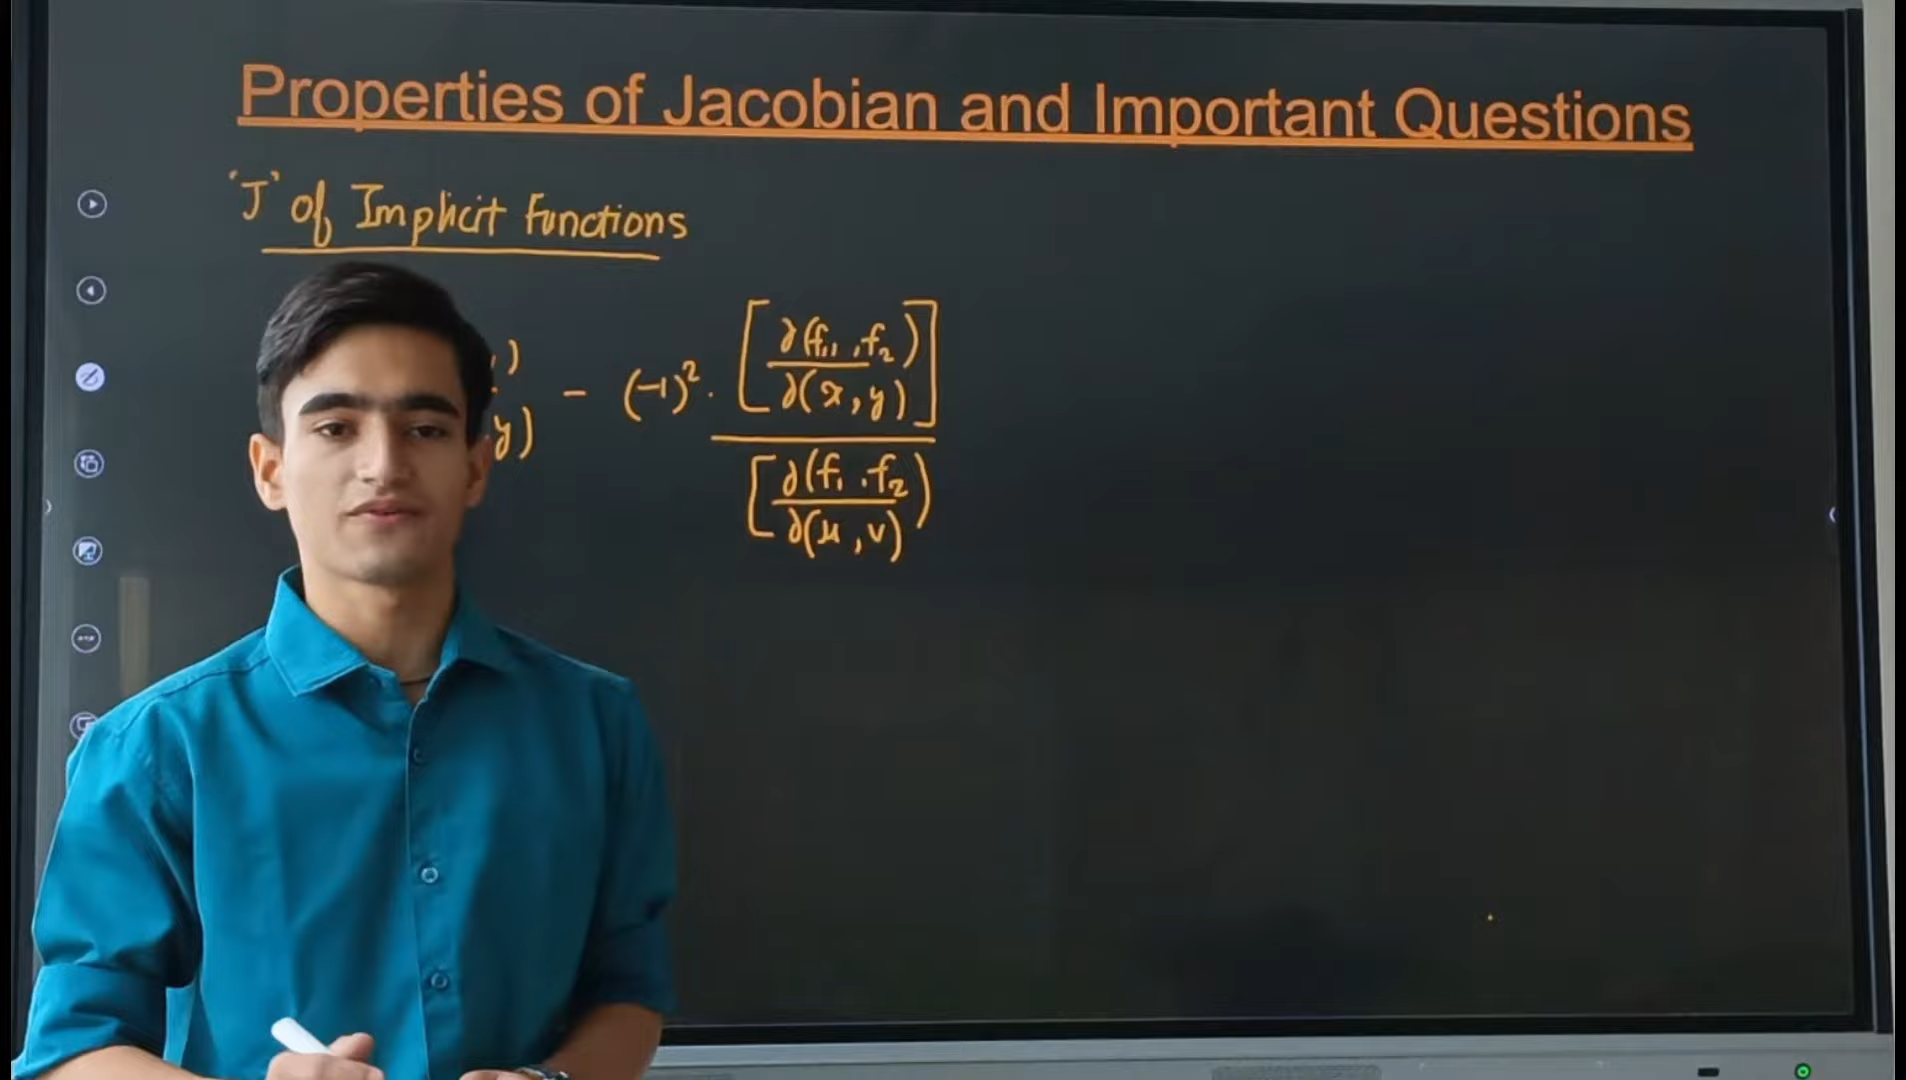 Properties of Jacobian and Important Questions
'J' of Implicit Functions
) - (-1)². [∂(f₁, f₂)/∂(x, y)]
y)
[∂(f₁, f₂)/∂(u, v)]